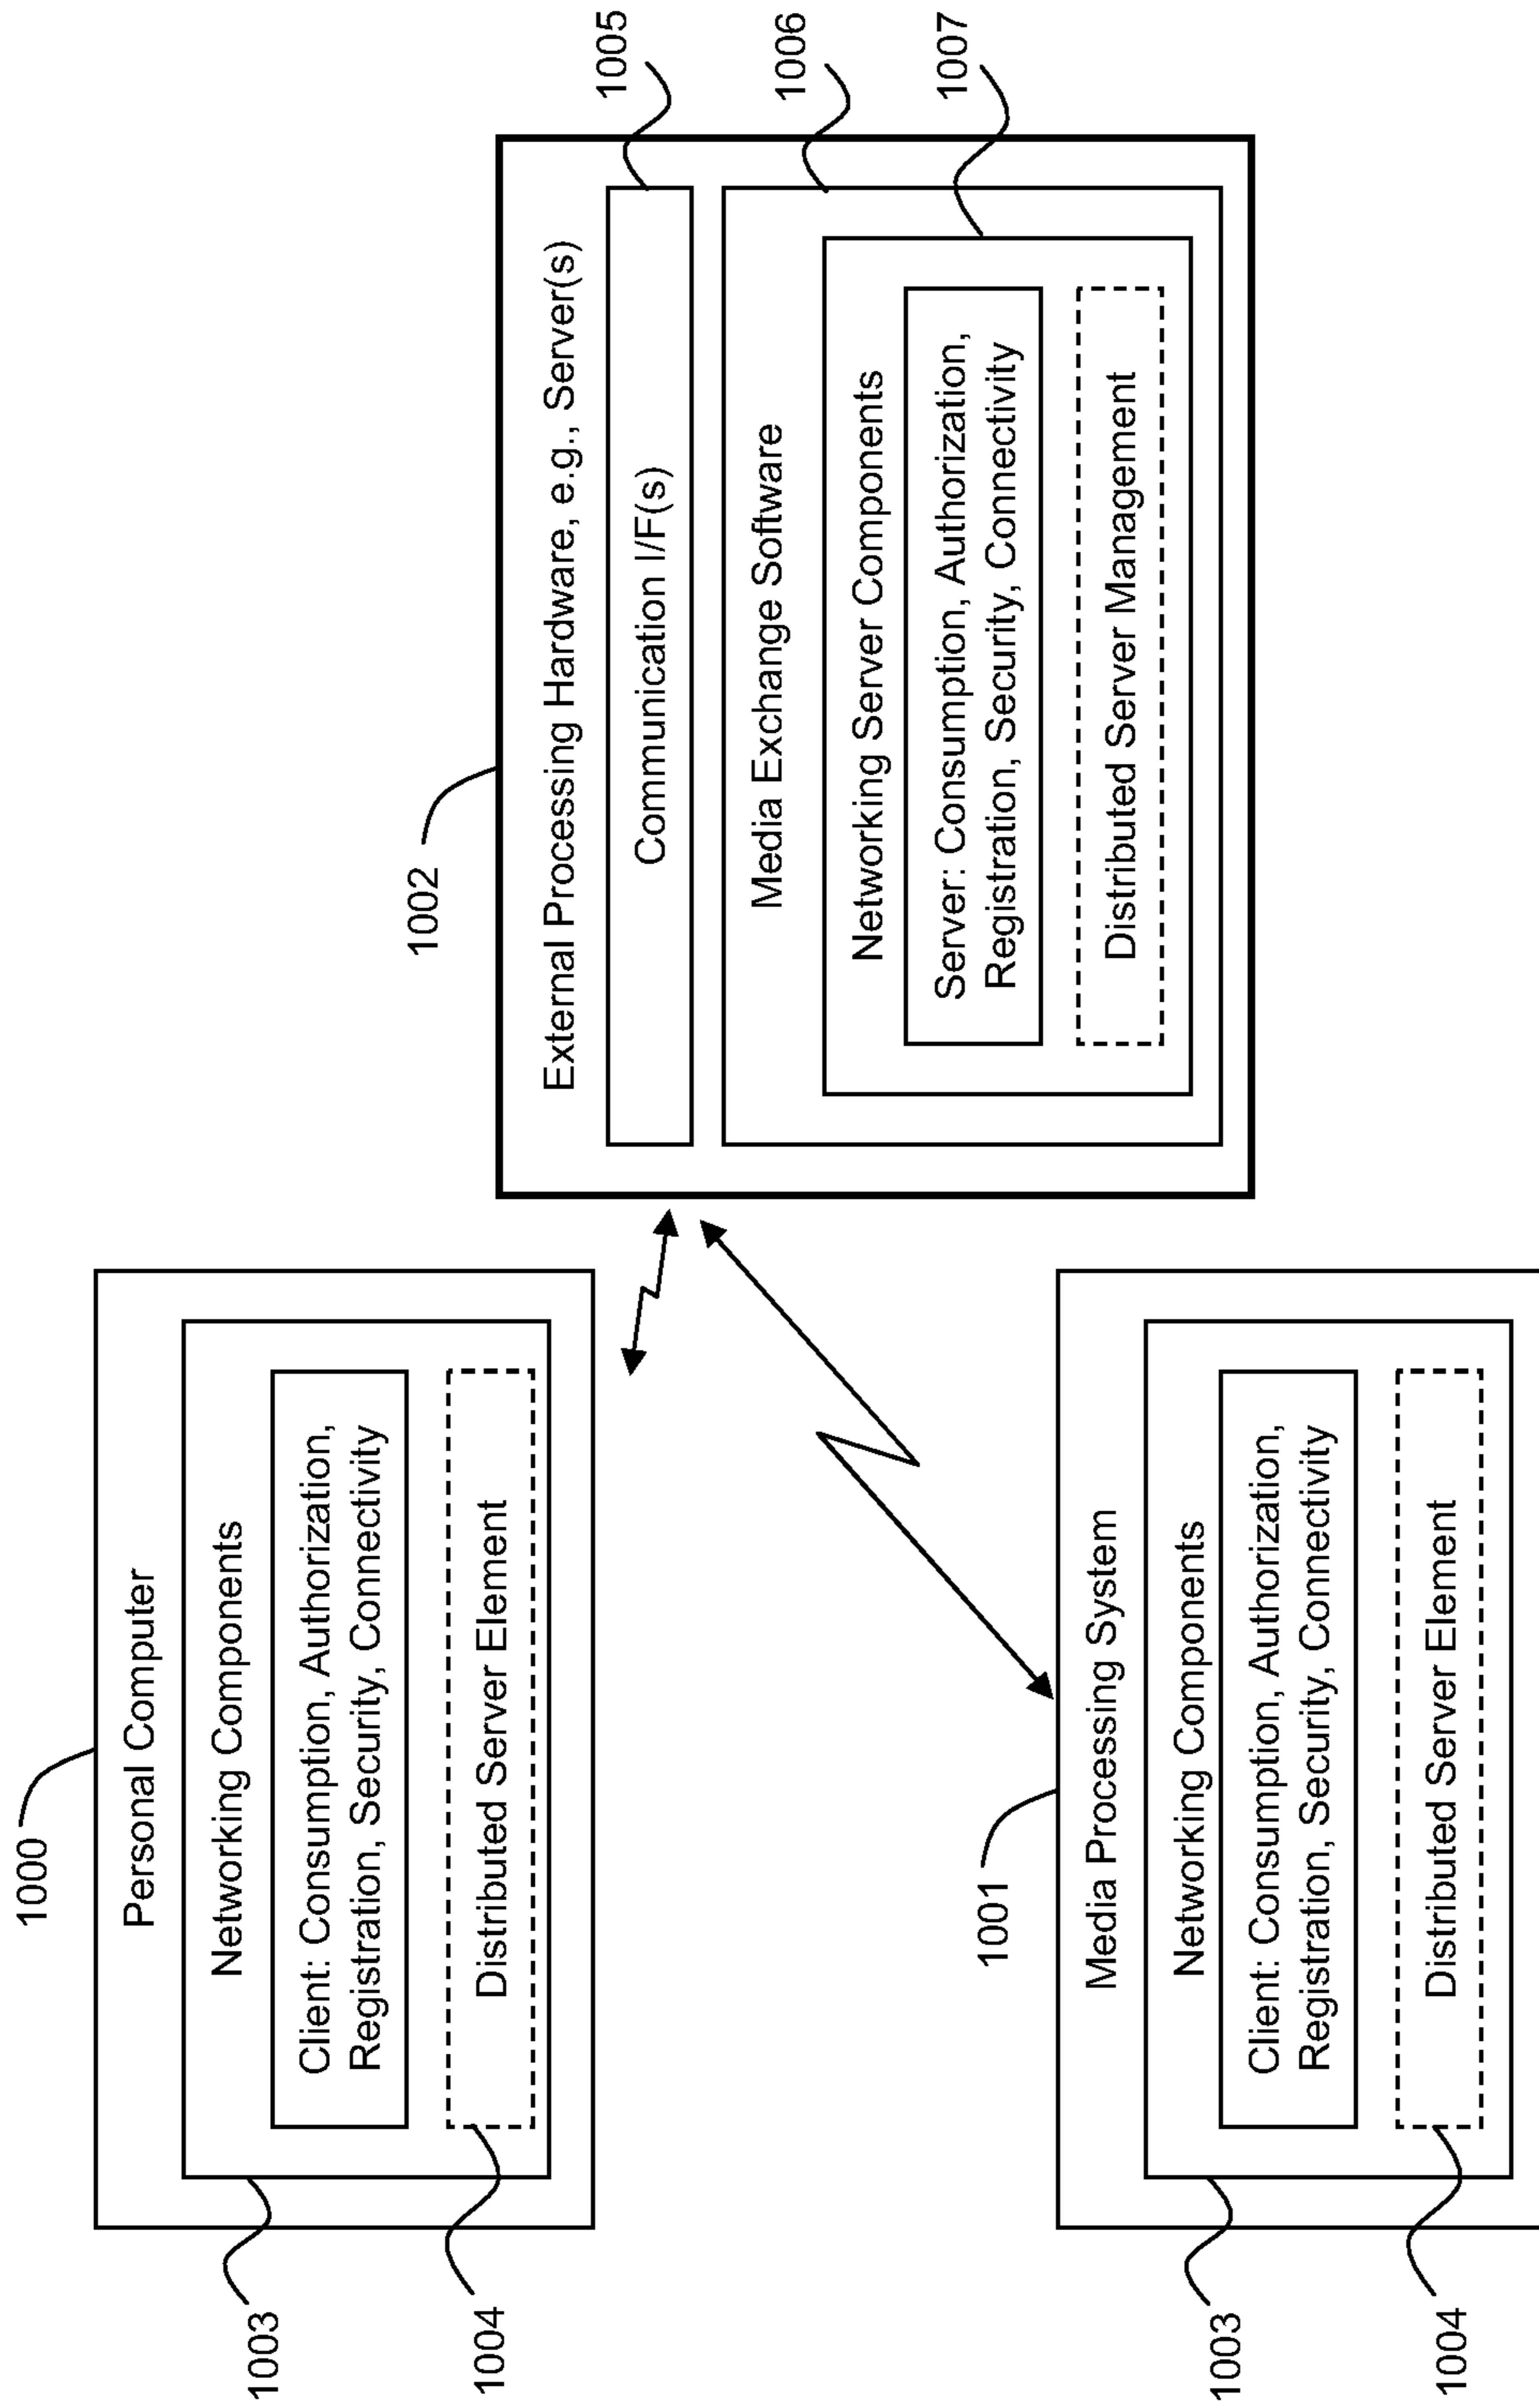 1000
Personal Computer
Networking Components
Client: Consumption, Authorization,
Registration, Security, Connectivity
Distributed Server Element
1003
1004
1002
External Processing Hardware, e.g., Server(s)
Communication I/F(s)
Media Exchange Software
Networking Server Components
Server: Consumption, Authorization,
Registration, Security, Connectivity
Distributed Server Management
1005
1006
1007
1001
Media Processing System
Networking Components
Client: Consumption, Authorization,
Registration, Security, Connectivity
Distributed Server Element
1003
1004